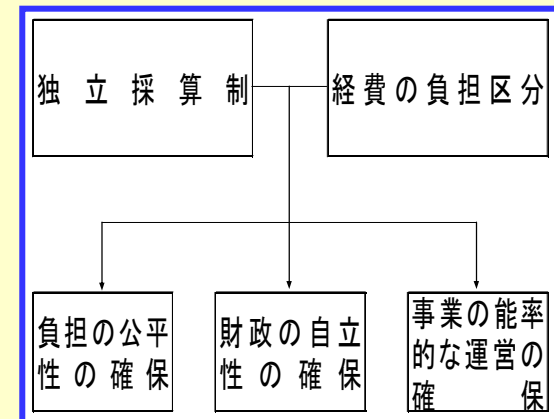 独立採算制
経費の負担区分
負担の公平
性の確保
財政の自立
性の確保
事業の能率
的な運営の
確保